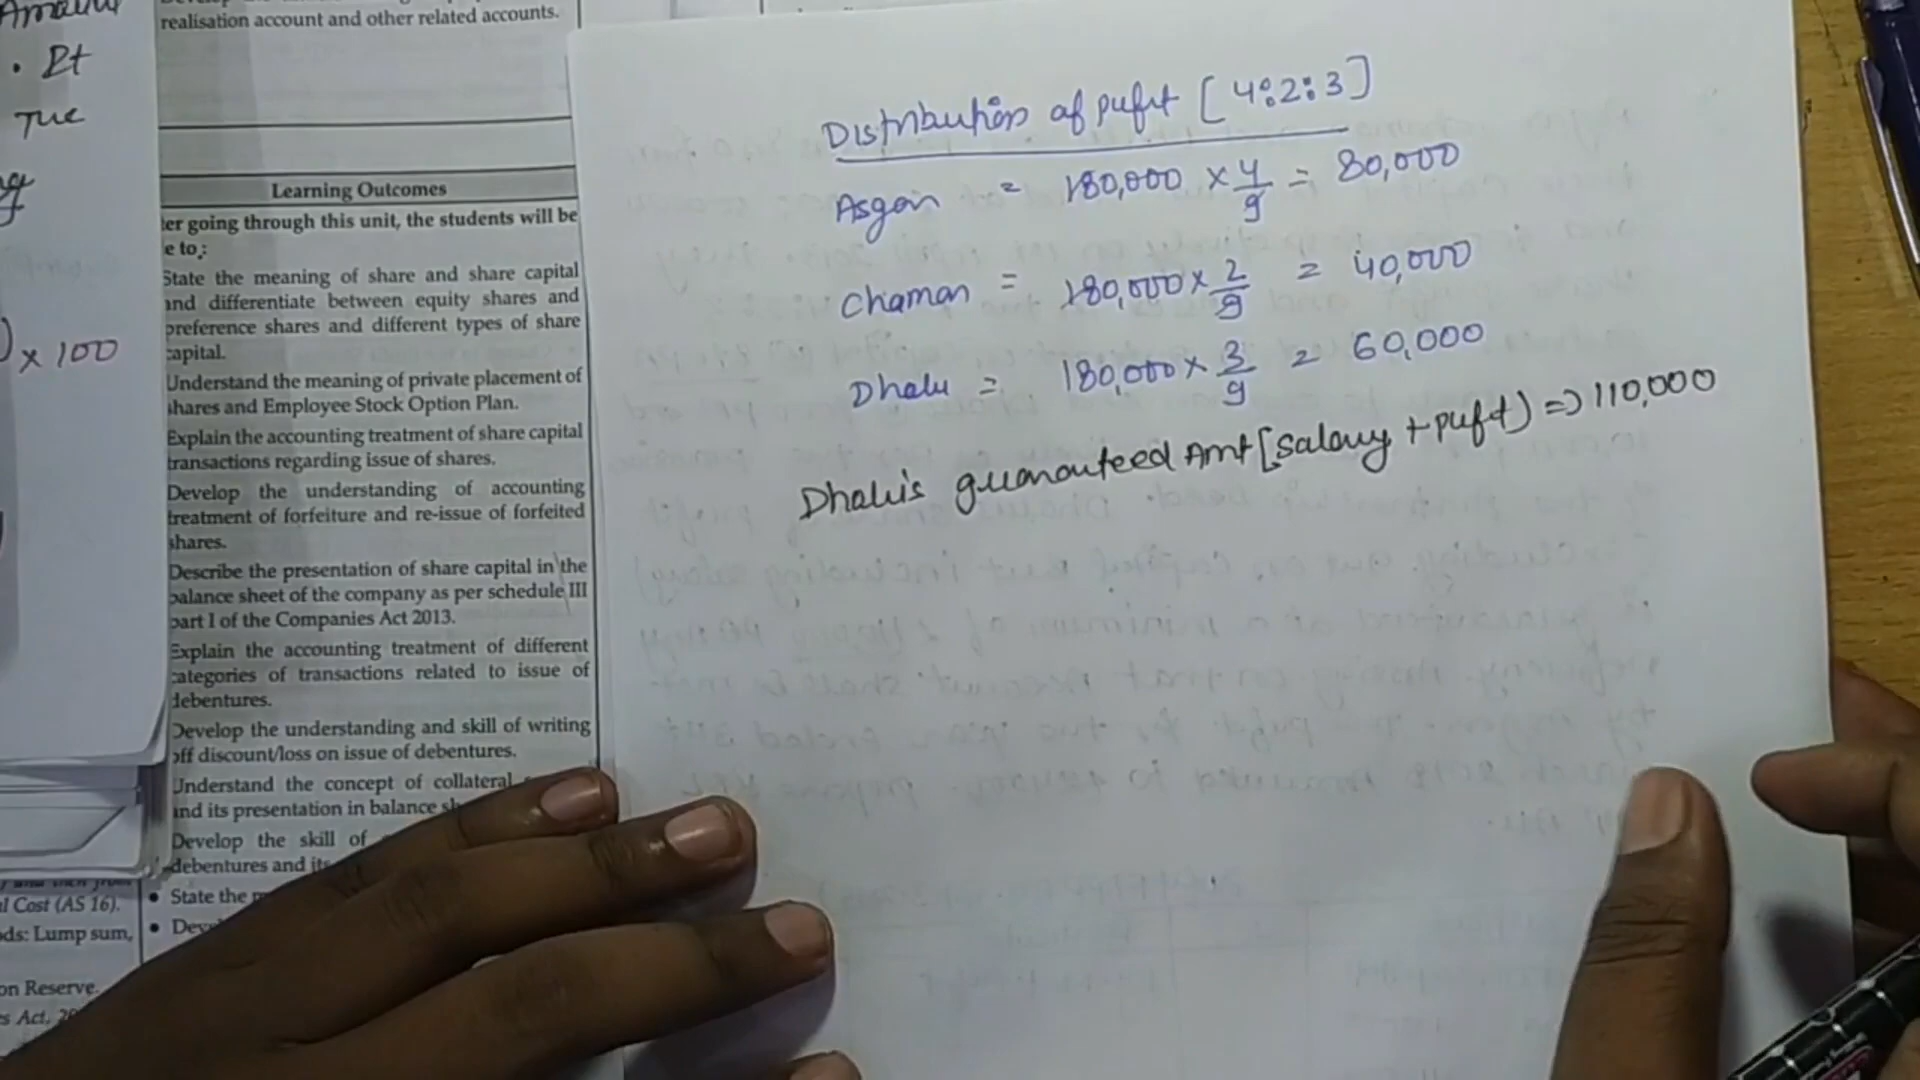 Amount
. It
The
) x 100
l Cost (AS 16).
ds: Lump sum,
on Reserve.
s Act, 20
realisation account and other related accounts.
Learning Outcomes
ter going through this unit, the students will be
e to:
State the meaning of share and share capital
and differentiate between equity shares and
preference shares and different types of share
capital.
Understand the meaning of private placement of
shares and Employee Stock Option Plan.
Explain the accounting treatment of share capital
transactions regarding issue of shares.
Develop the understanding of accounting
treatment of forfeiture and re-issue of forfeited
shares.
Describe the presentation of share capital in the
balance sheet of the company as per schedule III
part I of the Companies Act 2013.
Explain the accounting treatment of different
categories of transactions related to issue of
debentures.
Develop the understanding and skill of writing
off discount/loss on issue of debentures.
Understand the concept of collateral
and its presentation in balance sh
Develop the skill of
debentures and its
• State the
• Dev
Distribution of profit [4:2:3]
Asgar = 180,000 x 4/9 = 80,000
Chaman = 180,000 x 2/9 = 40,000
Dhalu = 180,000 x 3/9 = 60,000
Dhalu's guaranteed Amt [salary + profit) => 110,000